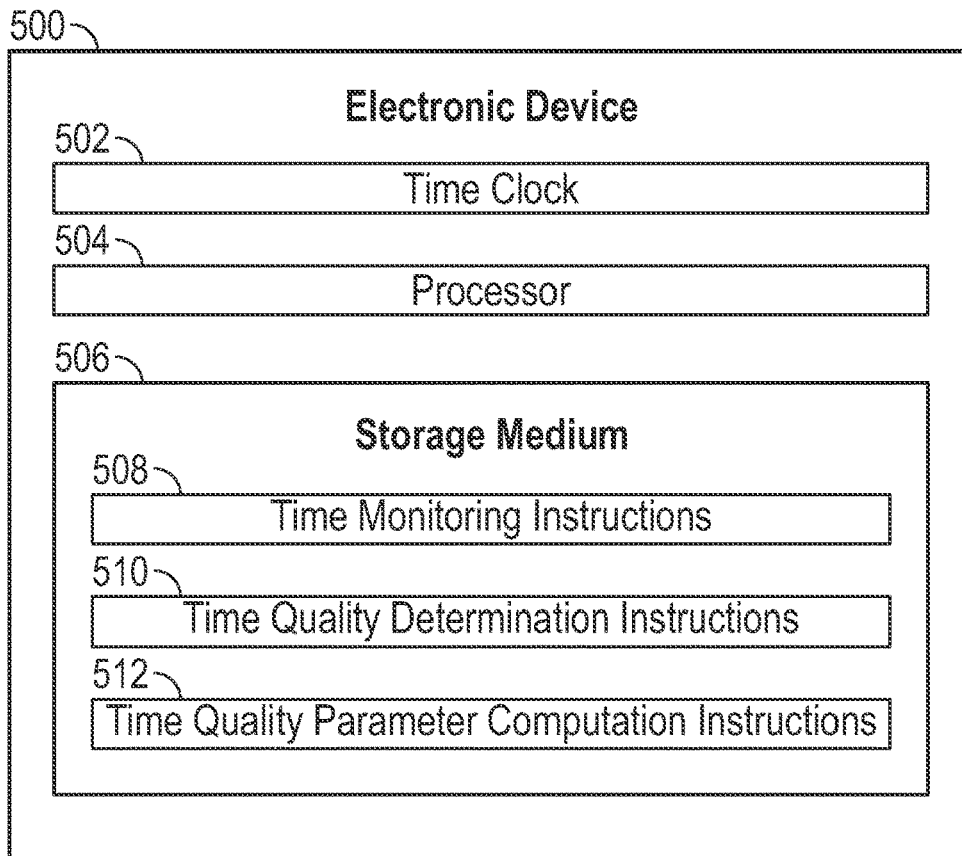 500
Electronic Device
502
Time Clock
504
Processor
506
Storage Medium
508
Time Monitoring Instructions
510
Time Quality Determination Instructions
512
Time Quality Parameter Computation Instructions